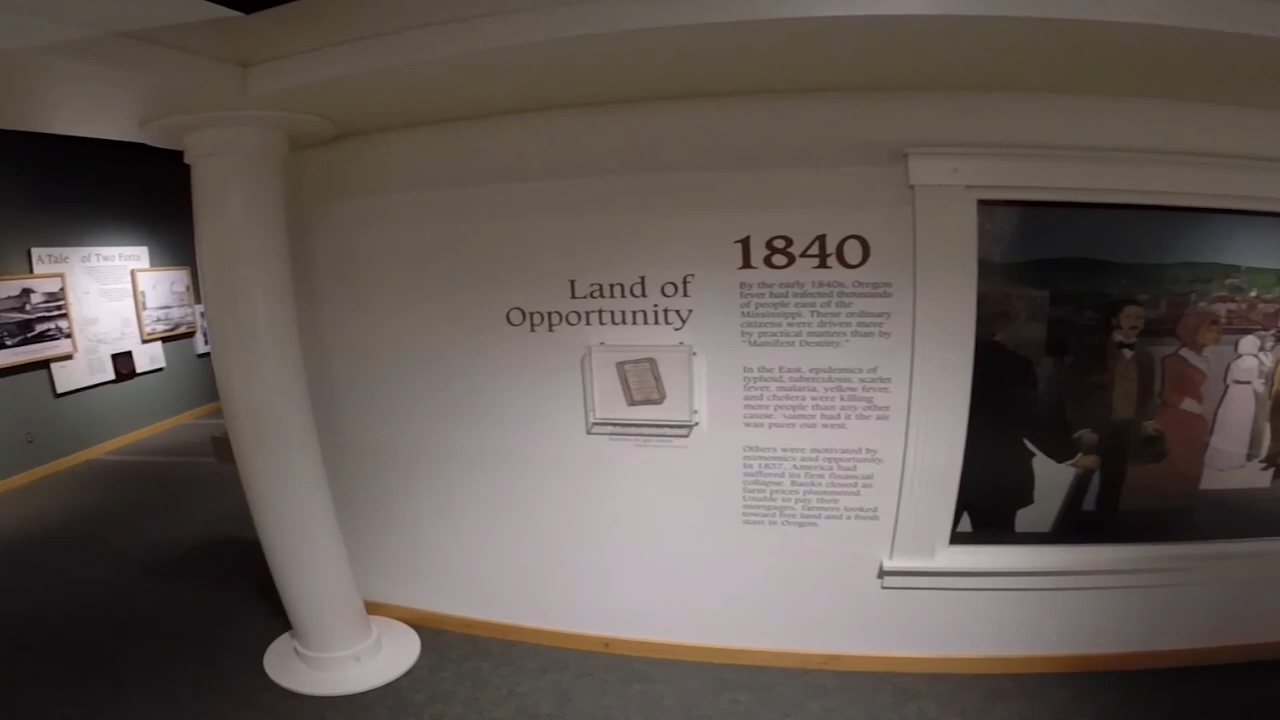 A Tale of Two Forts
Land of
Opportunity
1840
By the early 1840s, Oregon
fever had infected thousands
of people east of the
Mississippi. These ordinary
citizens were driven more
by practical matters than by
"Manifest Destiny."
In the East, epidemics of
typhoid, tuberculosis, scarlet
fever, malaria, yellow fever,
and cholera were killing
more people than any other
cause. Rumor had it the air
was purer out west.
Others were motivated by
economics and opportunity.
In 1837, America had
suffered its first financial
collapse. Banks closed as
farm prices plummeted.
Unable to pay their
mortgages, farmers looked
toward free land and a fresh
start in Oregon.